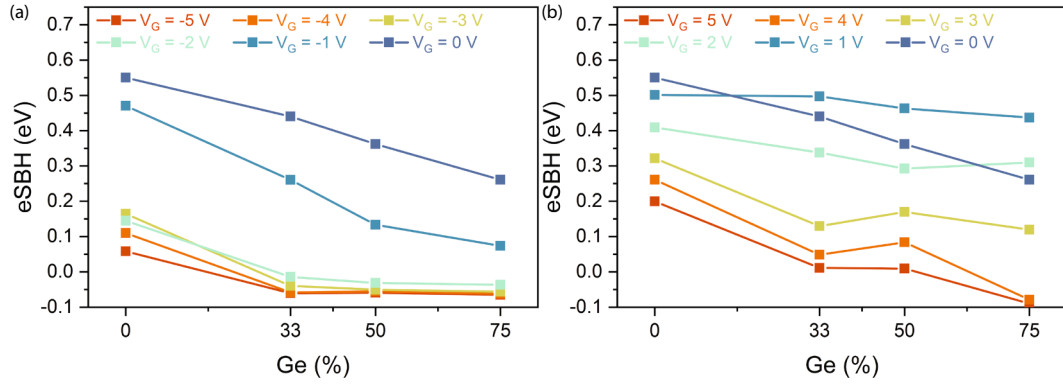 (a)
V_G = -5 V V_G = -4 V V_G = -3 V
V_G = -2 V V_G = -1 V V_G = 0 V
0.7
0.6
0.5
0.4
0.3
0.2
0.1
0.0
-0.1
eSBH (eV)
0 33 50 75
Ge (%)
(b)
V_G = 5 V V_G = 4 V V_G = 3 V
V_G = 2 V V_G = 1 V V_G = 0 V
0.7
0.6
0.5
0.4
0.3
0.2
0.1
0.0
-0.1
eSBH (eV)
0 33 50 75
Ge (%)